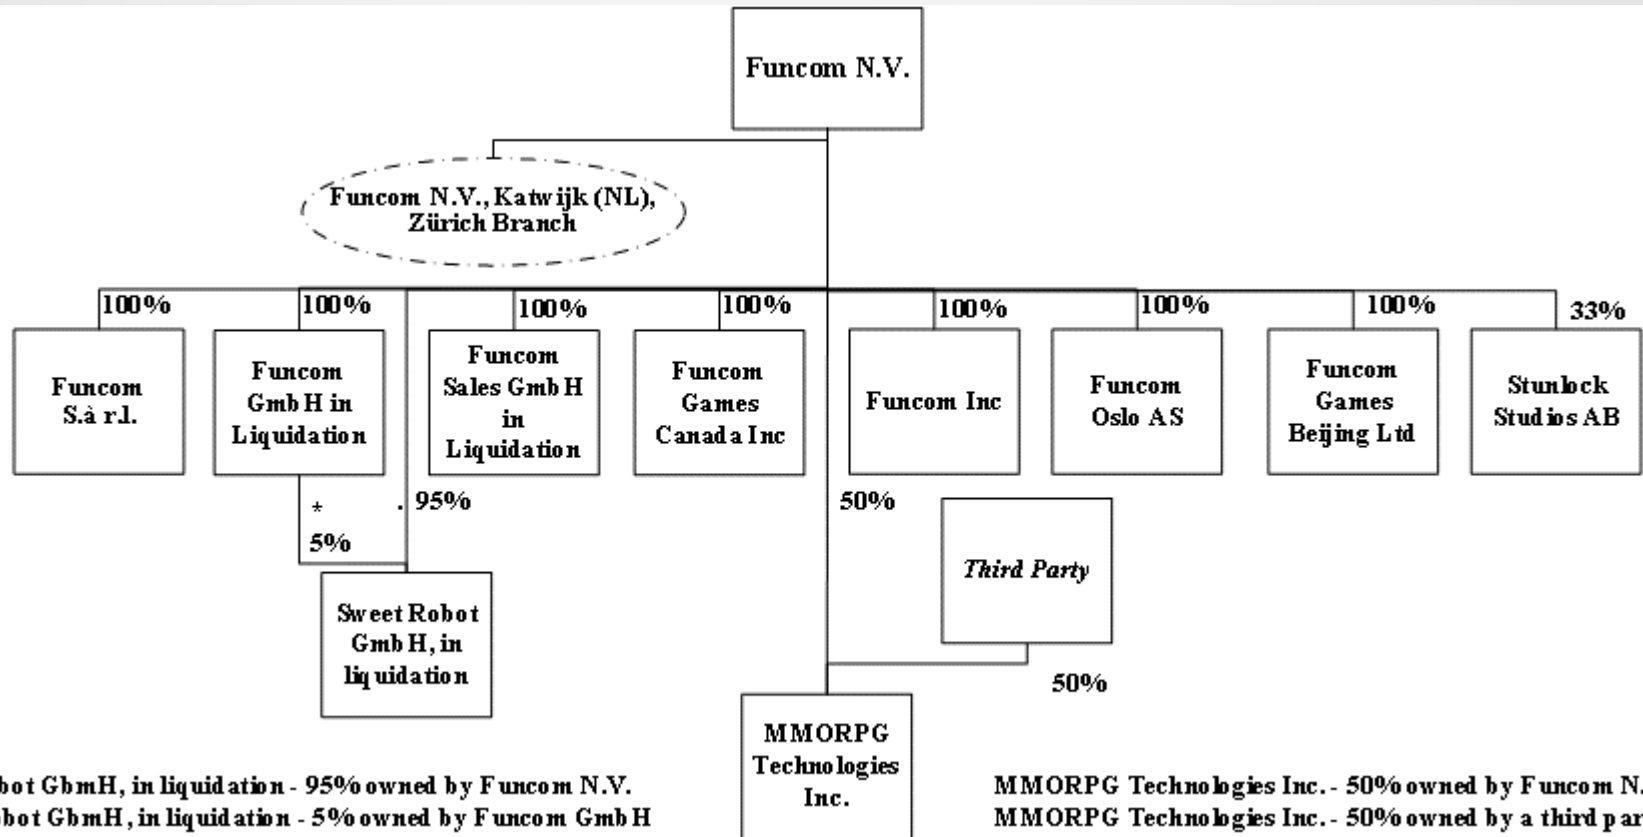 Funcom N.V.
Funcom N.V., Katwijk (NL),
Zürich Branch
100%
100%
100%
100%
100%
100%
100%
33%
Funcom
S.à r.l.
Funcom
GmbH in
Liquidation
Funcom
Sales GmbH
in
Liquidation
Funcom
Games
Canada Inc
Funcom Inc
Funcom
Oslo AS
Funcom
Games
Beijing Ltd
Stunlock
Studios AB
*
. 95%
5%
50%
Third Party
Sweet Robot
GmbH, in
liquidation
50%
MMORPG
Technologies
Inc.
bot GbmH, in liquidation - 95% owned by Funcom N.V.
obot GbmH, in liquidation - 5% owned by Funcom GmbH
MMORPG Technologies Inc. - 50% owned by Funcom N.
MMORPG Technologies Inc. - 50% owned by a third par